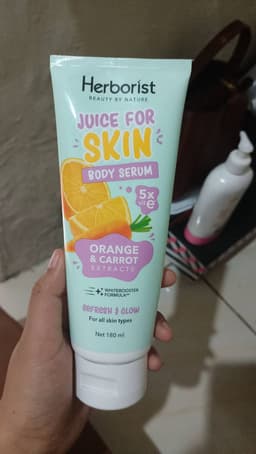 Herborist
BEAUTY BY NATURE
JUICE FOR
SKIN
BODY SERUM
5x
e
ORANGE
& CARROT
EXTRACTS
WHITEBOOSTER
FORMULA
REFRESH & GLOW
For all skin types
Net 180 ml